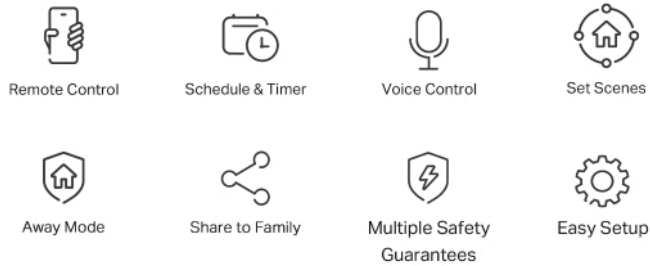 Remote Control
Schedule & Timer
Voice Control
Set Scenes
Away Mode
Share to Family
Multiple Safety
Guarantees
Easy Setup